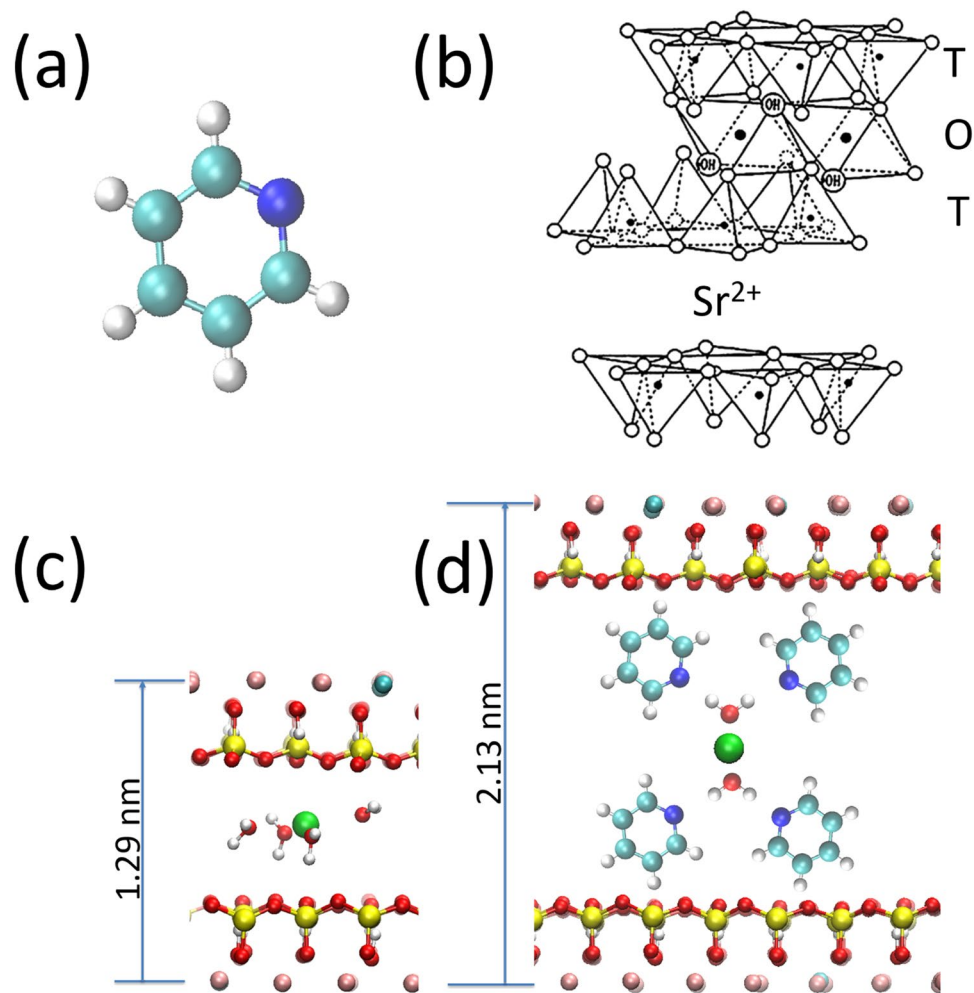 (a)
(b)
T
OH
O
OH
OH
T
Sr²⁺
(c)
(d)
1.29 nm
2.13 nm